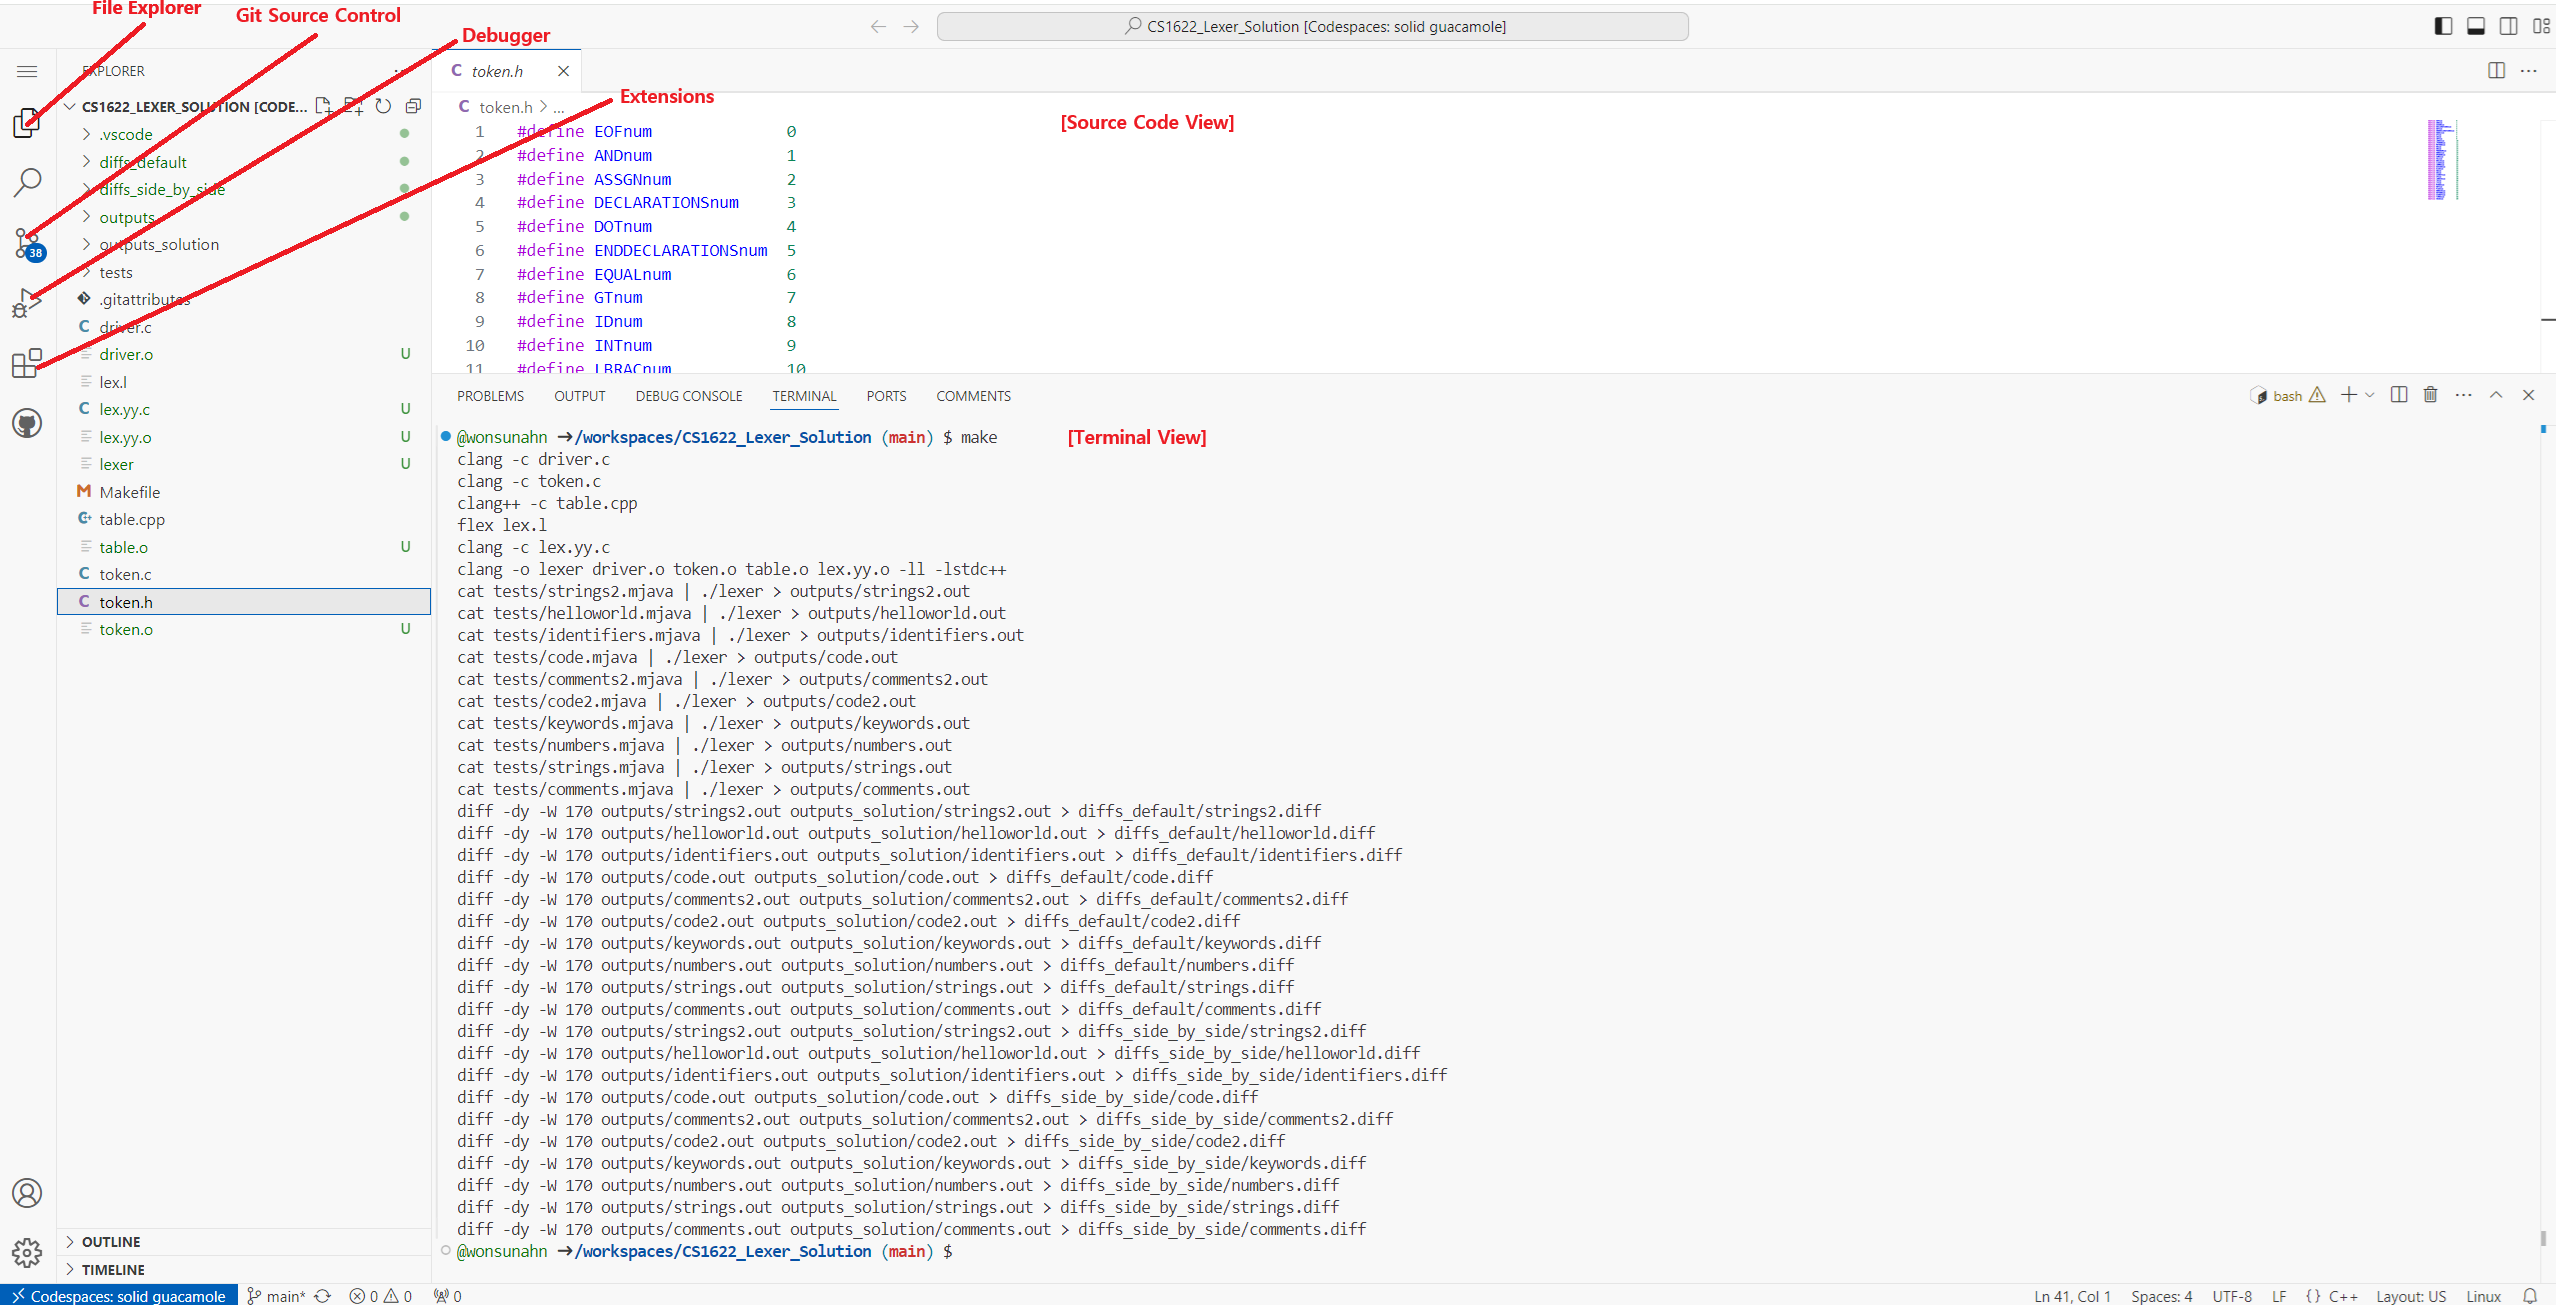 File Explorer
Git Source Control
Debugger
Extensions
CS1622_Lexer_Solution [Codespaces: solid guacamole]
EXPLORER
CS1622_LEXER_SOLUTION [CODE...
.vscode
diffs_default
diffs_side_by_side
outputs
outputs_solution
tests
.gitattributes
driver.c
driver.o U
lex.l
lex.yy.c U
lex.yy.o U
lexer U
Makefile
table.cpp
table.o U
token.c
token.h
token.o U
38
OUTLINE
TIMELINE
token.h
token.h > ...
[Source Code View]
1 #define EOFnum 0
2 #define ANDnum 1
3 #define ASSGNnum 2
4 #define DECLARATIONSnum 3
5 #define DOTnum 4
6 #define ENDDECLARATIONSnum 5
7 #define EQUALnum 6
8 #define GTnum 7
9 #define IDnum 8
10 #define INTnum 9
11 #define LBRACnum 10
PROBLEMS OUTPUT DEBUG CONSOLE TERMINAL PORTS COMMENTS
bash
[Terminal View]
@wonsunahn ➜/workspaces/CS1622_Lexer_Solution (main) $ make
clang -c driver.c
clang -c token.c
clang++ -c table.cpp
flex lex.l
clang -c lex.yy.c
clang -o lexer driver.o token.o table.o lex.yy.o -ll -lstdc++
cat tests/strings2.mjava | ./lexer > outputs/strings2.out
cat tests/helloworld.mjava | ./lexer > outputs/helloworld.out
cat tests/identifiers.mjava | ./lexer > outputs/identifiers.out
cat tests/code.mjava | ./lexer > outputs/code.out
cat tests/comments2.mjava | ./lexer > outputs/comments2.out
cat tests/code2.mjava | ./lexer > outputs/code2.out
cat tests/keywords.mjava | ./lexer > outputs/keywords.out
cat tests/numbers.mjava | ./lexer > outputs/numbers.out
cat tests/strings.mjava | ./lexer > outputs/strings.out
cat tests/comments.mjava | ./lexer > outputs/comments.out
diff -dy -W 170 outputs/strings2.out outputs_solution/strings2.out > diffs_default/strings2.diff
diff -dy -W 170 outputs/helloworld.out outputs_solution/helloworld.out > diffs_default/helloworld.diff
diff -dy -W 170 outputs/identifiers.out outputs_solution/identifiers.out > diffs_default/identifiers.diff
diff -dy -W 170 outputs/code.out outputs_solution/code.out > diffs_default/code.diff
diff -dy -W 170 outputs/comments2.out outputs_solution/comments2.out > diffs_default/comments2.diff
diff -dy -W 170 outputs/code2.out outputs_solution/code2.out > diffs_default/code2.diff
diff -dy -W 170 outputs/keywords.out outputs_solution/keywords.out > diffs_default/keywords.diff
diff -dy -W 170 outputs/numbers.out outputs_solution/numbers.out > diffs_default/numbers.diff
diff -dy -W 170 outputs/strings.out outputs_solution/strings.out > diffs_default/strings.diff
diff -dy -W 170 outputs/comments.out outputs_solution/comments.out > diffs_default/comments.diff
diff -dy -W 170 outputs/strings2.out outputs_solution/strings2.out > diffs_side_by_side/strings2.diff
diff -dy -W 170 outputs/helloworld.out outputs_solution/helloworld.out > diffs_side_by_side/helloworld.diff
diff -dy -W 170 outputs/identifiers.out outputs_solution/identifiers.out > diffs_side_by_side/identifiers.diff
diff -dy -W 170 outputs/code.out outputs_solution/code.out > diffs_side_by_side/code.diff
diff -dy -W 170 outputs/comments2.out outputs_solution/comments2.out > diffs_side_by_side/comments2.diff
diff -dy -W 170 outputs/code2.out outputs_solution/code2.out > diffs_side_by_side/code2.diff
diff -dy -W 170 outputs/keywords.out outputs_solution/keywords.out > diffs_side_by_side/keywords.diff
diff -dy -W 170 outputs/numbers.out outputs_solution/numbers.out > diffs_side_by_side/numbers.diff
diff -dy -W 170 outputs/strings.out outputs_solution/strings.out > diffs_side_by_side/strings.diff
diff -dy -W 170 outputs/comments.out outputs_solution/comments.out > diffs_side_by_side/comments.diff
@wonsunahn ➜/workspaces/CS1622_Lexer_Solution (main) $
Codespaces: solid guacamole main* 0 0 0 Ln 41, Col 1 Spaces: 4 UTF-8 LF {} C++ Layout: US Linux